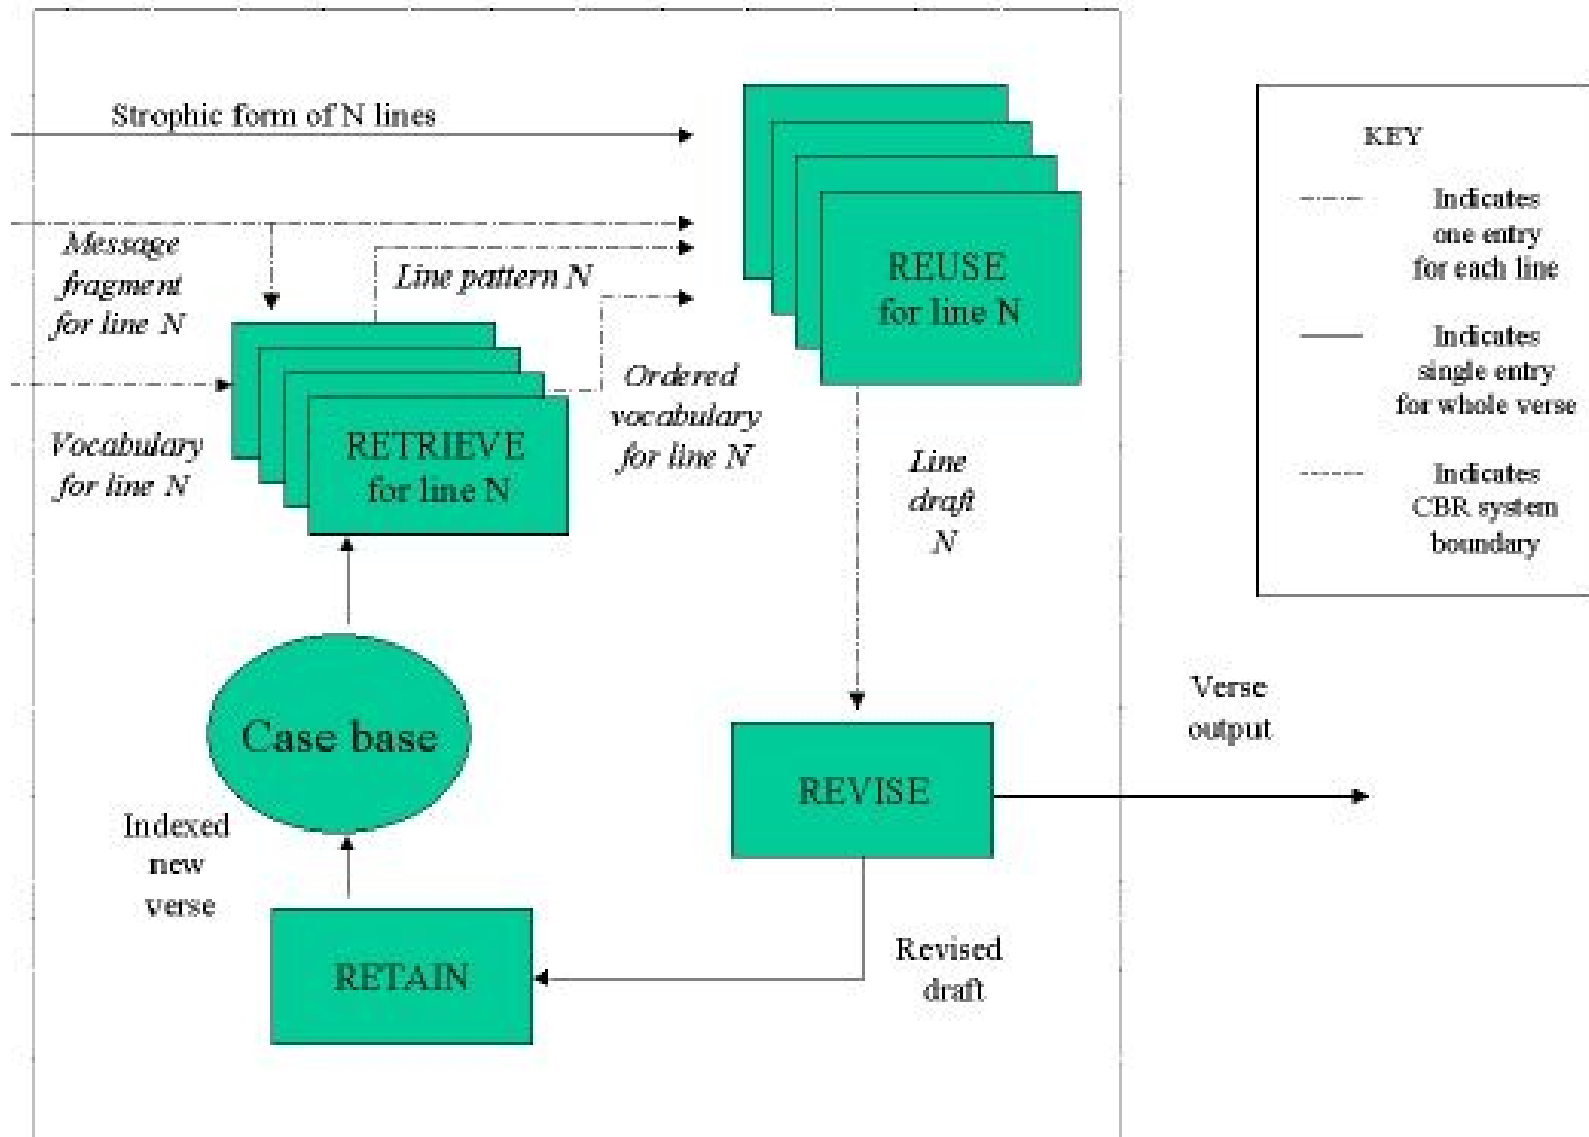 Strophic form of N lines
Message
fragment
for line N
Line pattern N
REUSE
for line N
Vocabulary
for line N
RETRIEVE
for line N
Ordered
vocabulary
for line N
Line
draft
N
Case base
REVISE
Verse
output
Indexed
new
verse
RETAIN
Revised
draft
KEY
Indicates
one entry
for each line
Indicates
single entry
for whole verse
Indicates
CBR system
boundary